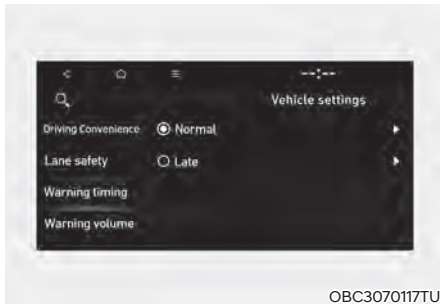 --:--
Vehicle settings
Driving Convenience
Normal
Lane safety
Late
Warning timing
Warning volume
OBC3070117TU